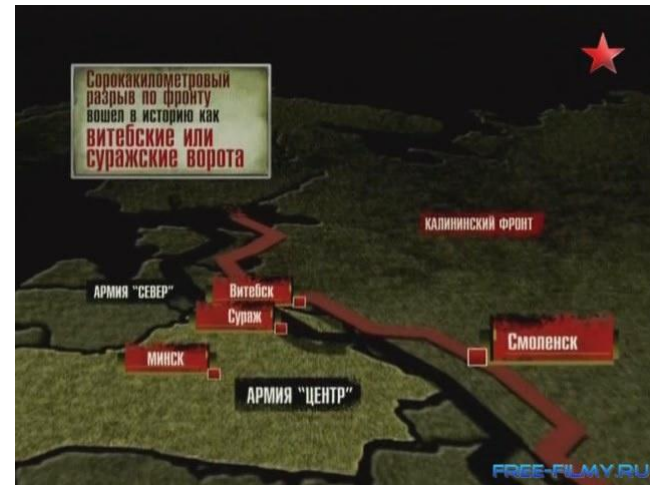 Сорокакилометровый
разрыв по фронту
вошел в историю как
витебские или
суражские ворота
КАЛИНИНСКИЙ ФРОНТ
АРМИЯ "СЕВЕР"
Витебск
Сураж
Смоленск
МИНСК
АРМИЯ "ЦЕНТР"
FREE-FILMY.RU